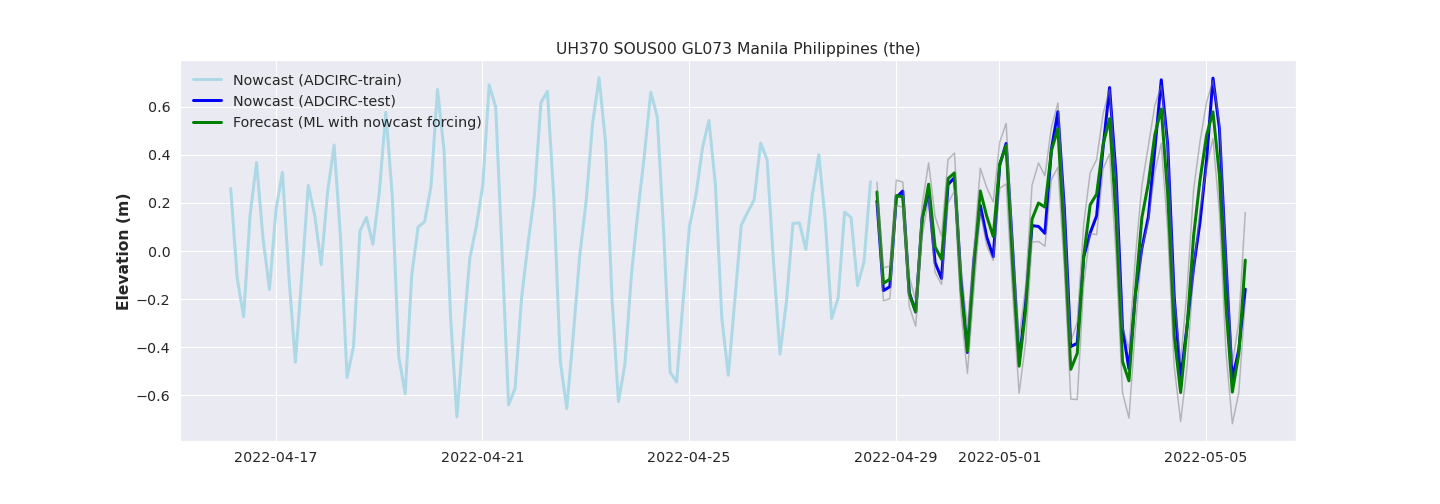 UH370 SOUS00 GL073 Manila Philippines (the)
Nowcast (ADCIRC-train)
Nowcast (ADCIRC-test)
Forecast (ML with nowcast forcing)
Elevation (m)
0.6
0.4
0.2
0.0
−0.2
−0.4
−0.6
2022-04-17 2022-04-21 2022-04-25 2022-04-29 2022-05-01 2022-05-05